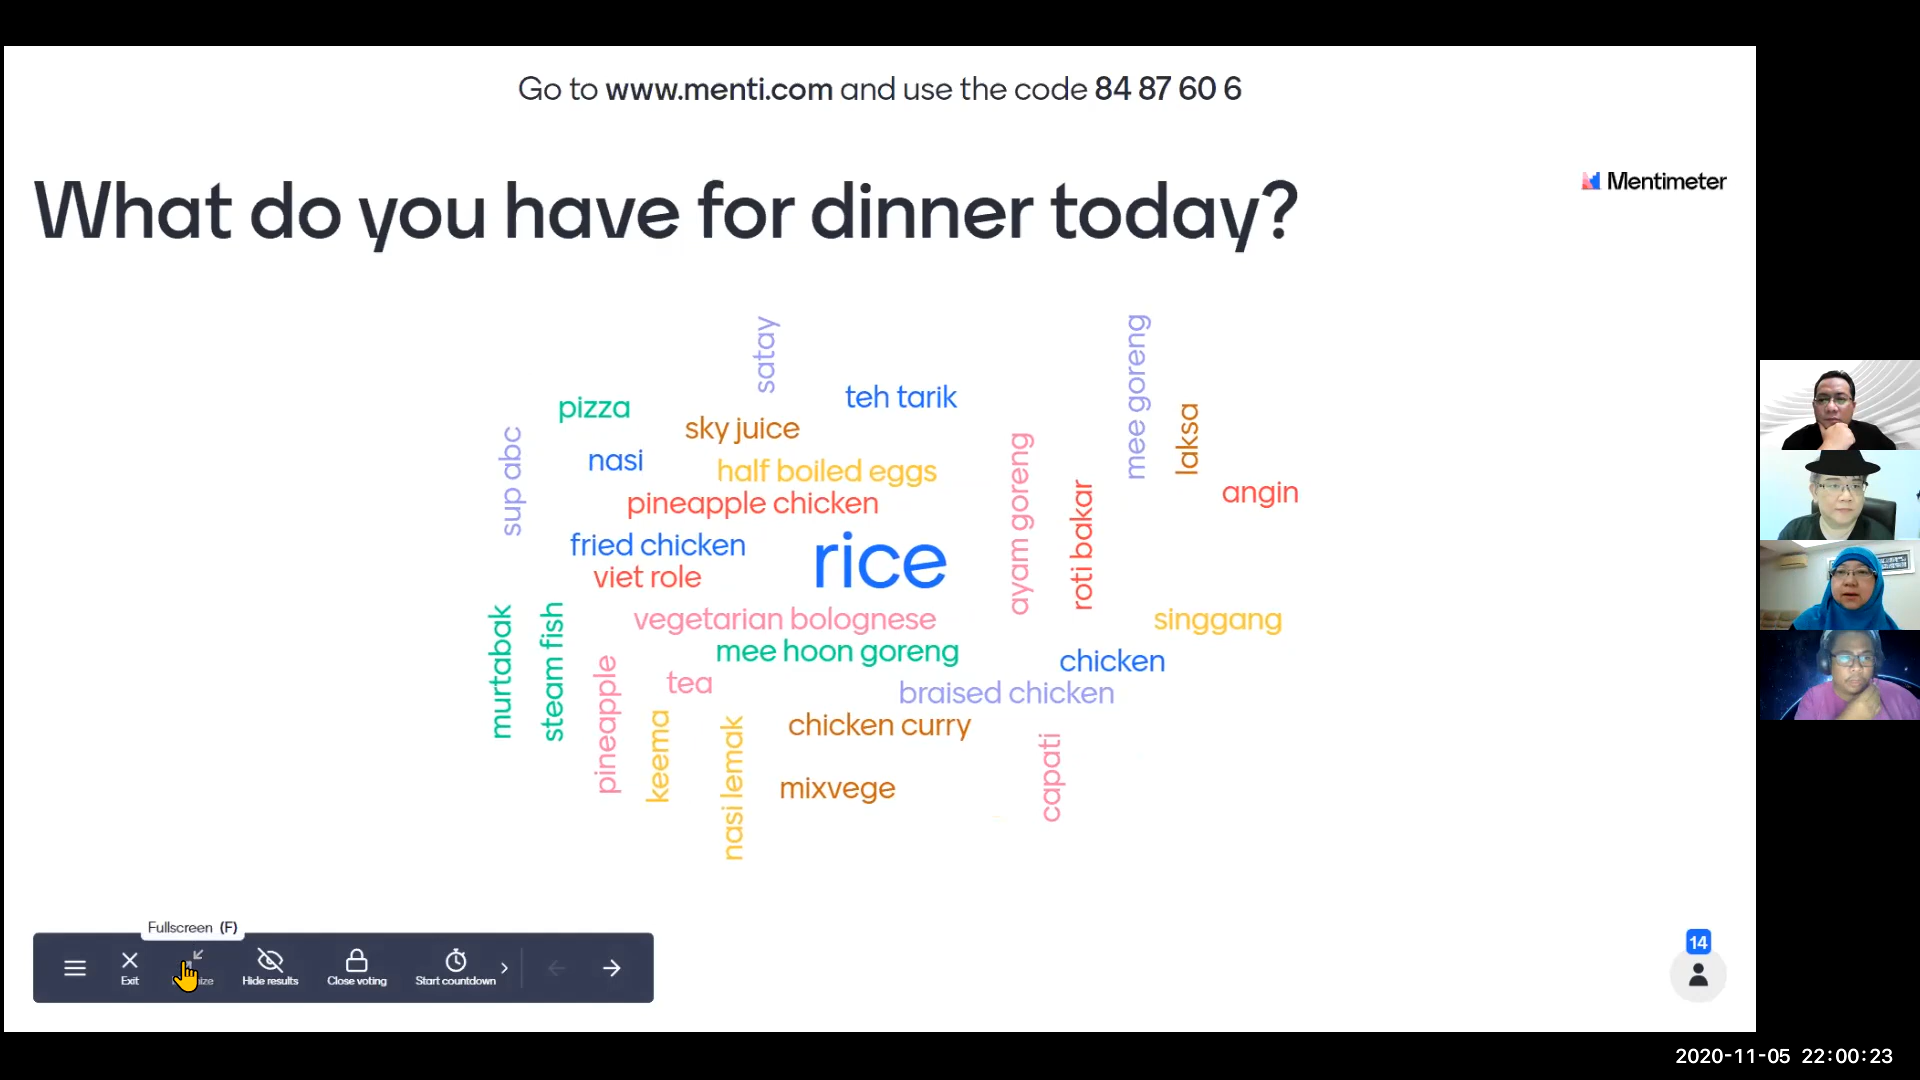 Go to www.menti.com and use the code 84 87 60 6
What do you have for dinner today?
Mentimeter
satay
mee goreng
teh tarik
pizza
sky juice
laksa
sup abc
nasi
half boiled eggs
ayam goreng
angin
pineapple chicken
roti bakar
fried chicken
rice
viet role
vegetarian bolognese
singgang
murtabak
steam fish
mee hoon goreng
chicken
pineapple
tea
braised chicken
keema
nasi lemak
chicken curry
capati
mixvege
Fullscreen (F)
Exit
Hide results
Close voting
Start countdown
14
2020-11-05 22:00:23